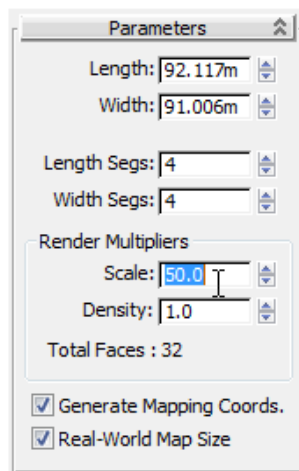 Parameters
Length: 92.117m
Width: 91.006m
Length Segs: 4
Width Segs: 4
Render Multipliers
Scale: 50.0
Density: 1.0
Total Faces : 32
Generate Mapping Coords.
Real-World Map Size